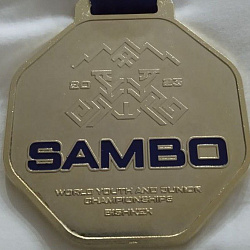 20 23
SAMBO
WORLD YOUTH AND JUNIOR
CHAMPIONSHIPS
BISHKEK